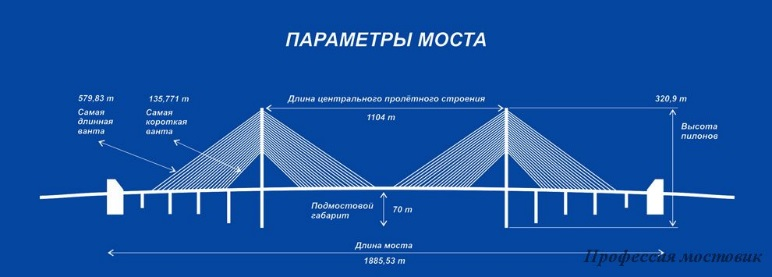 ПАРАМЕТРЫ МОСТА
579,83 m
Самая
длинная
ванта
135,771 m
Самая
короткая
ванта
Длина центрального пролётного строения
1104 m
320,9 m
Высота
пилонов
Подмостовой
габарит
70 m
Длина моста
1885,53 m
Профессия мостовик